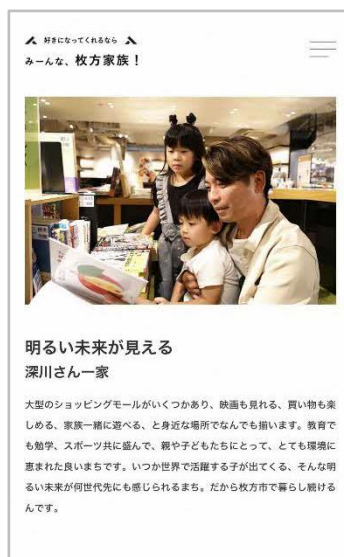 好きになってくれるなら
みーんな、枚方家族！
明るい未来が見える
深川さん一家
大型のショッピングモールがいくつかあり、映画も見れる、買い物も楽
しめる、家族一緒に遊べる、と身近な場所でなんでも揃います。教育で
も勉学、スポーツ共に盛んで、親や子どもたちにとって、とても環境に
恵まれた良いまちです。いつか世界で活躍する子が出てくる、そんな明
るい未来が何世代先にも感じられるまち。だから枚方市で暮らし続ける
んです。